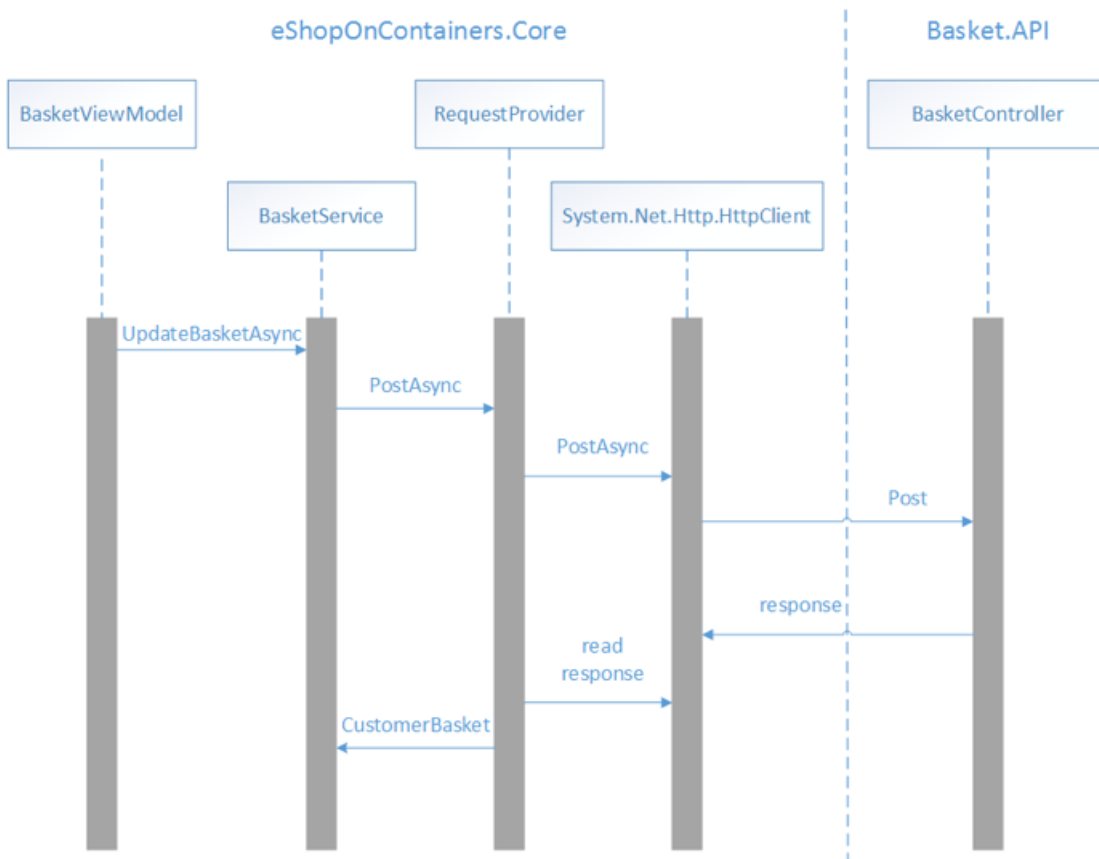 eShopOnContainers.Core
Basket.API
BasketViewModel
RequestProvider
BasketController
BasketService
System.Net.Http.HttpClient
UpdateBasketAsync
PostAsync
PostAsync
Post
response
read
response
CustomerBasket